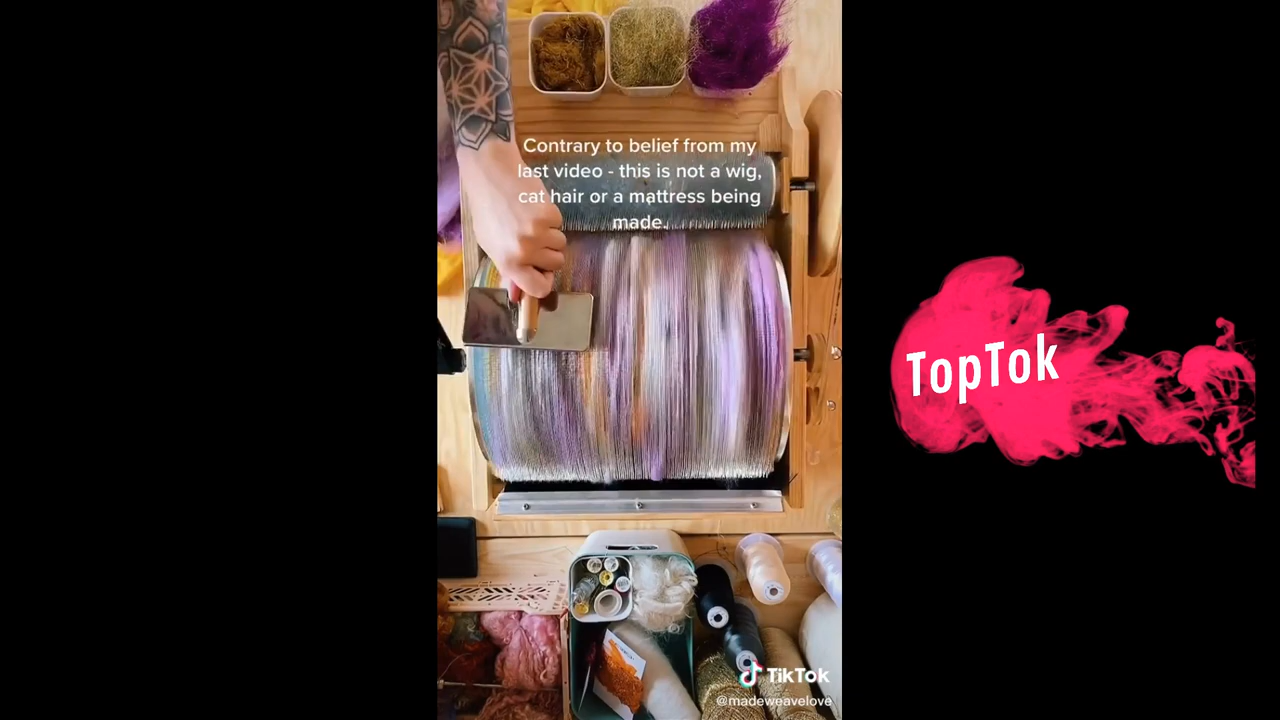 Contrary to belief from my
last video - this is not a wig,
cat hair or a mattress being
made.
TopTok
TikTok
@madeweavelove